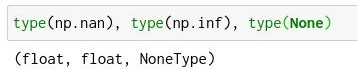 type(np.nan), type(np.inf), type(None)
(float, float, NoneType)